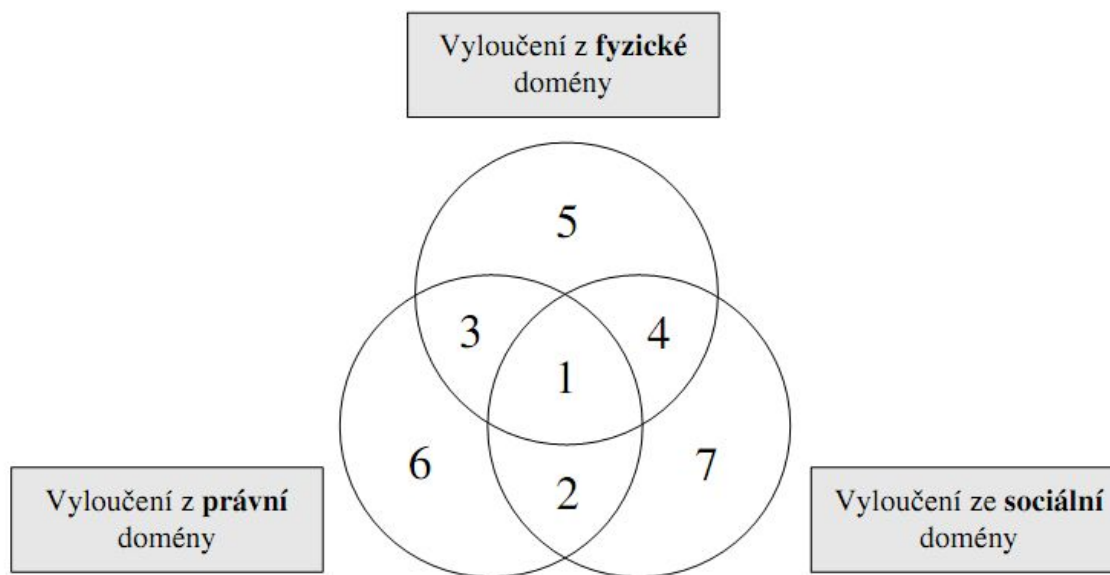 Vyloučení z fyzické
domény
5
3
4
1
6
7
2
Vyloučení z právní
domény
Vyloučení ze sociální
domény